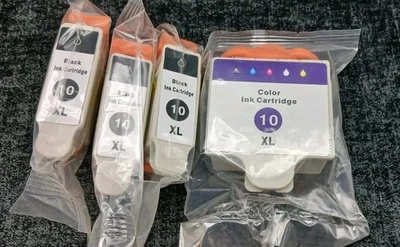 Black
Ink Cartridge
10
XL
Black
Ink Cartridge
10
XL
Black
Ink Cartridge
10
XL
Color
Ink Cartridge
10
XL